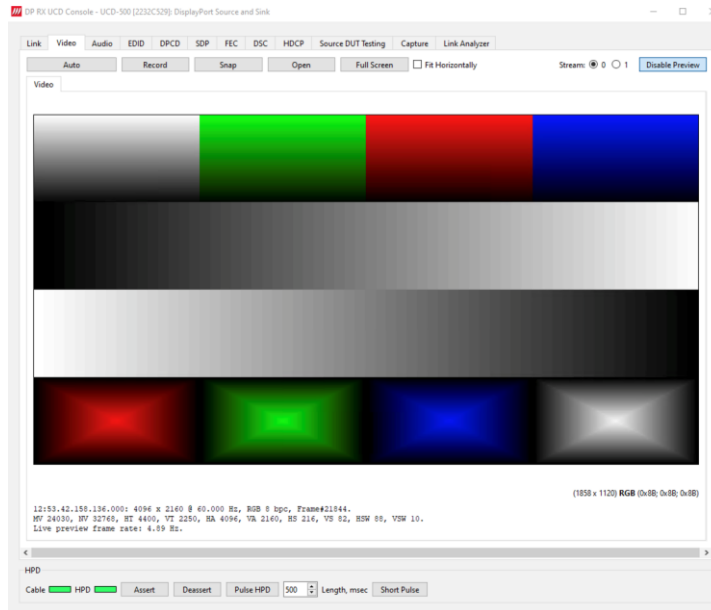 DP RX UCD Console - UCD-500 [2232C529]: DisplayPort Source and Sink
Link Video Audio EDID DPCD SDP FEC DSC HDCP Source DUT Testing Capture Link Analyzer
Auto Record Snap Open Full Screen Fit Horizontally Stream: 0 1 Disable Preview
Video
(1858 x 1120) RGB (0x8B; 0x8B; 0x8B)
12:53.42.158.136.000: 4096 x 2160 @ 60.000 Hz, RGB 8 bpc, Frame#21844.
MV 24030, NV 32768, HT 4400, VT 2250, HA 4096, VA 2160, HS 216, VS 82, HSW 88, VSW 10.
Live preview frame rate: 4.89 Hz.
HPD
Cable HPD Assert Deassert Pulse HPD 500 Length, msec Short Pulse